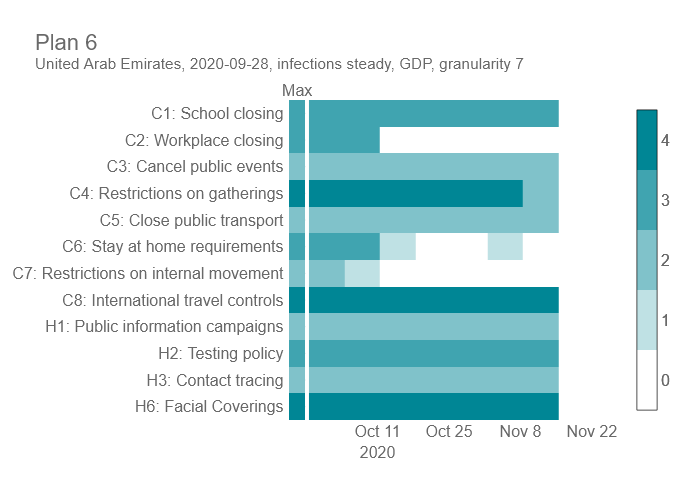 Plan 6
United Arab Emirates, 2020-09-28, infections steady, GDP, granularity 7
Max
C1: School closing
C2: Workplace closing
C3: Cancel public events
C4: Restrictions on gatherings
C5: Close public transport
C6: Stay at home requirements
C7: Restrictions on internal movement
C8: International travel controls
H1: Public information campaigns
H2: Testing policy
H3: Contact tracing
H6: Facial Coverings
Oct 11 Oct 25 Nov 8 Nov 22
2020
4
3
2
1
0